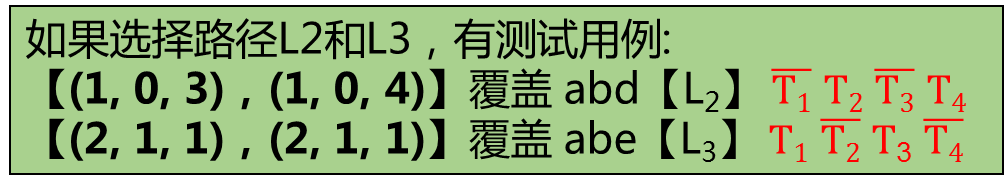 如果选择路径L2和L3，有测试用例:
【(1, 0, 3)，(1, 0, 4)】覆盖 abd【L₂】 T̅₁ T₂ T̅₃ T₄
【(2, 1, 1)，(2, 1, 1)】覆盖 abe【L₃】 T₁ T̅₂ T₃ T̅₄